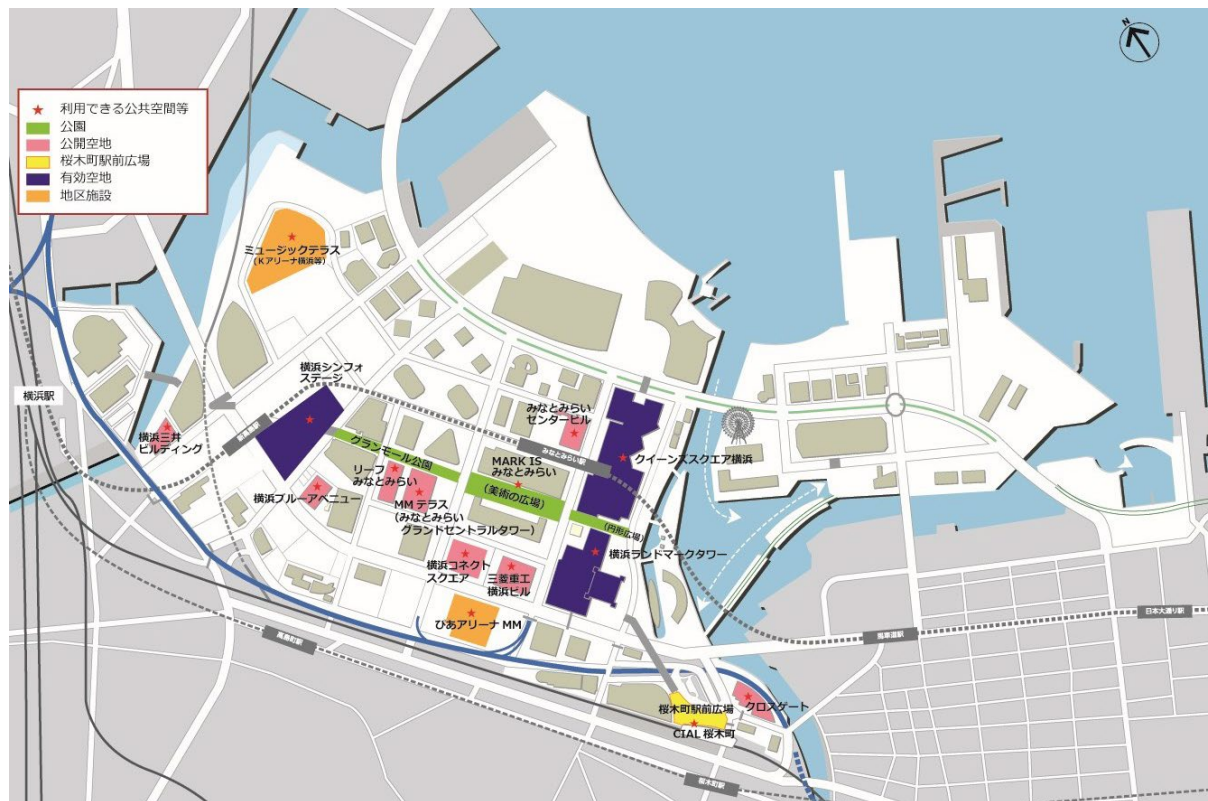 N
★ 利用できる公共空間等
公園
公開空地
桜木町駅前広場
有効空地
地区施設
ミュージックテラス
(Kアリーナ横浜等)
横浜シンフォ
ステージ
横浜駅
新高島駅
横浜三井
ビルディング
みなとみらい
センタービル
グランモール公園
みなとみらい駅
MARK IS
みなとみらい
クイーンズスクエア横浜
リーフ
みなとみらい
横浜ブルーアベニュー
(美術の広場)
MMテラス
(みなとみらい
グランドセントラルタワー)
(円形広場)
横浜ランドマークタワー
横浜コネクト
スクエア
三菱重工
横浜ビル
ぴあアリーナ MM
高島町駅
日本大通り駅
馬車道駅
桜木町駅前広場
クロスゲート
CIAL 桜木町
桜木町駅